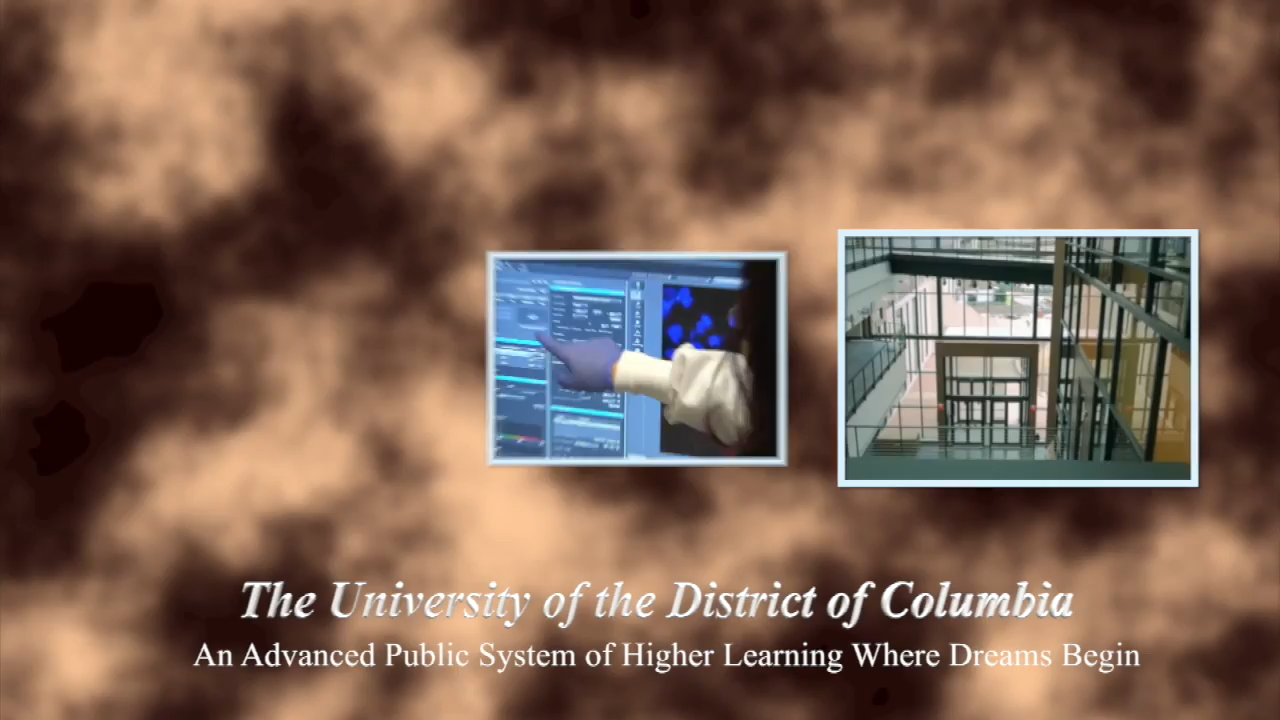 The University of the District of Columbia
An Advanced Public System of Higher Learning Where Dreams Begin